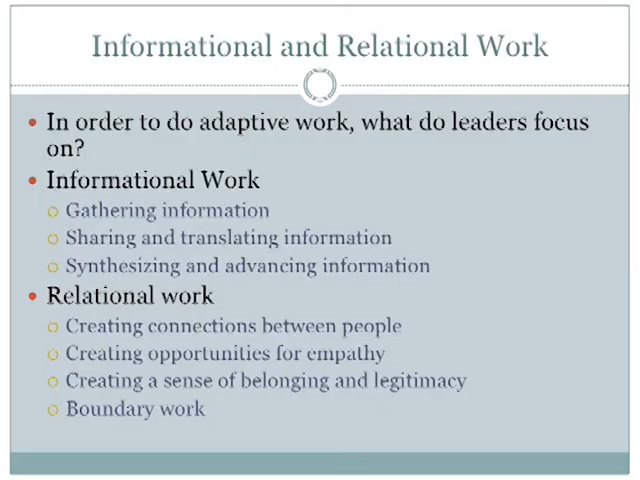 Informational and Relational Work
In order to do adaptive work, what do leaders focus
on?
Informational Work
Gathering information
Sharing and translating information
Synthesizing and advancing information
Relational work
Creating connections between people
Creating opportunities for empathy
Creating a sense of belonging and legitimacy
Boundary work